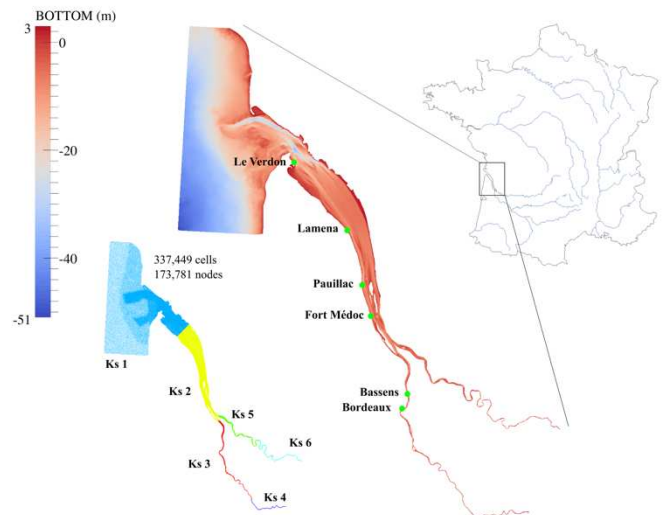 BOTTOM (m)
3
0
-20
-40
-51
Le Verdon
Lamena
Pauillac
Fort Médoc
Bassens
Bordeaux
337,449 cells
173,781 nodes
Ks 1
Ks 2
Ks 5
Ks 6
Ks 3
Ks 4